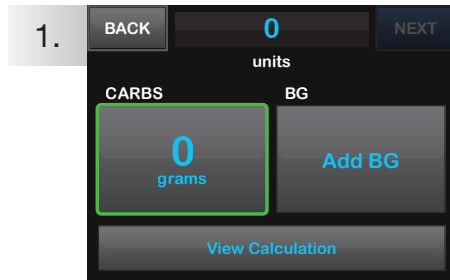 1.
BACK 0 NEXT
units
CARBS BG
0
grams
Add BG
View Calculation